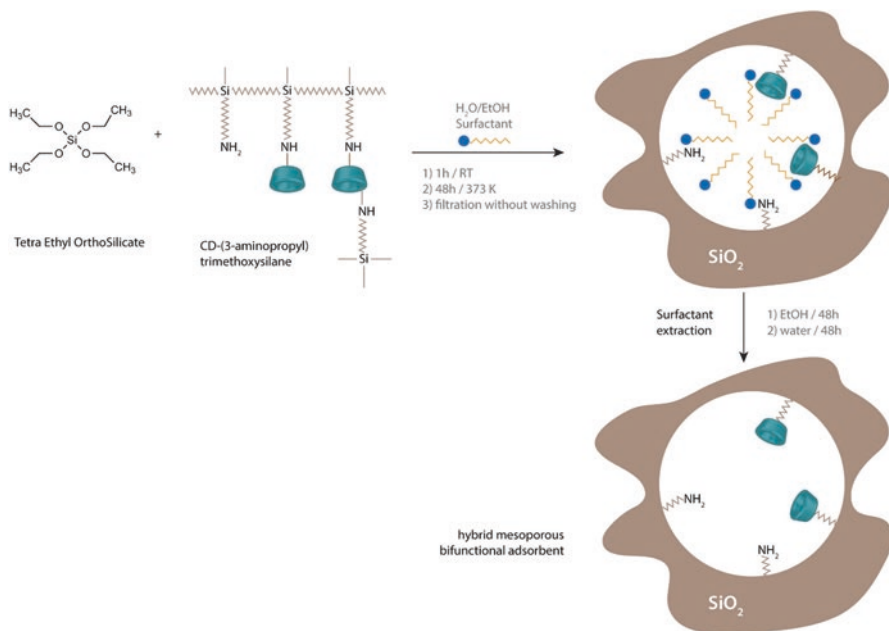 H₃C
CH₃
O
O
Si
O
O
H₃C
CH₃
Tetra Ethyl OrthoSilicate
+
Si
Si
Si
NH₂
NH
NH
NH
Si
CD-(3-aminopropyl)
trimethoxysilane
H₂O/EtOH
Surfactant
1) 1h / RT
2) 48h / 373 K
3) filtration without washing
NH₂
NH₂
SiO₂
Surfactant
extraction
1) EtOH / 48h
2) water / 48h
NH₂
NH₂
SiO₂
hybrid mesoporous
bifunctional adsorbent